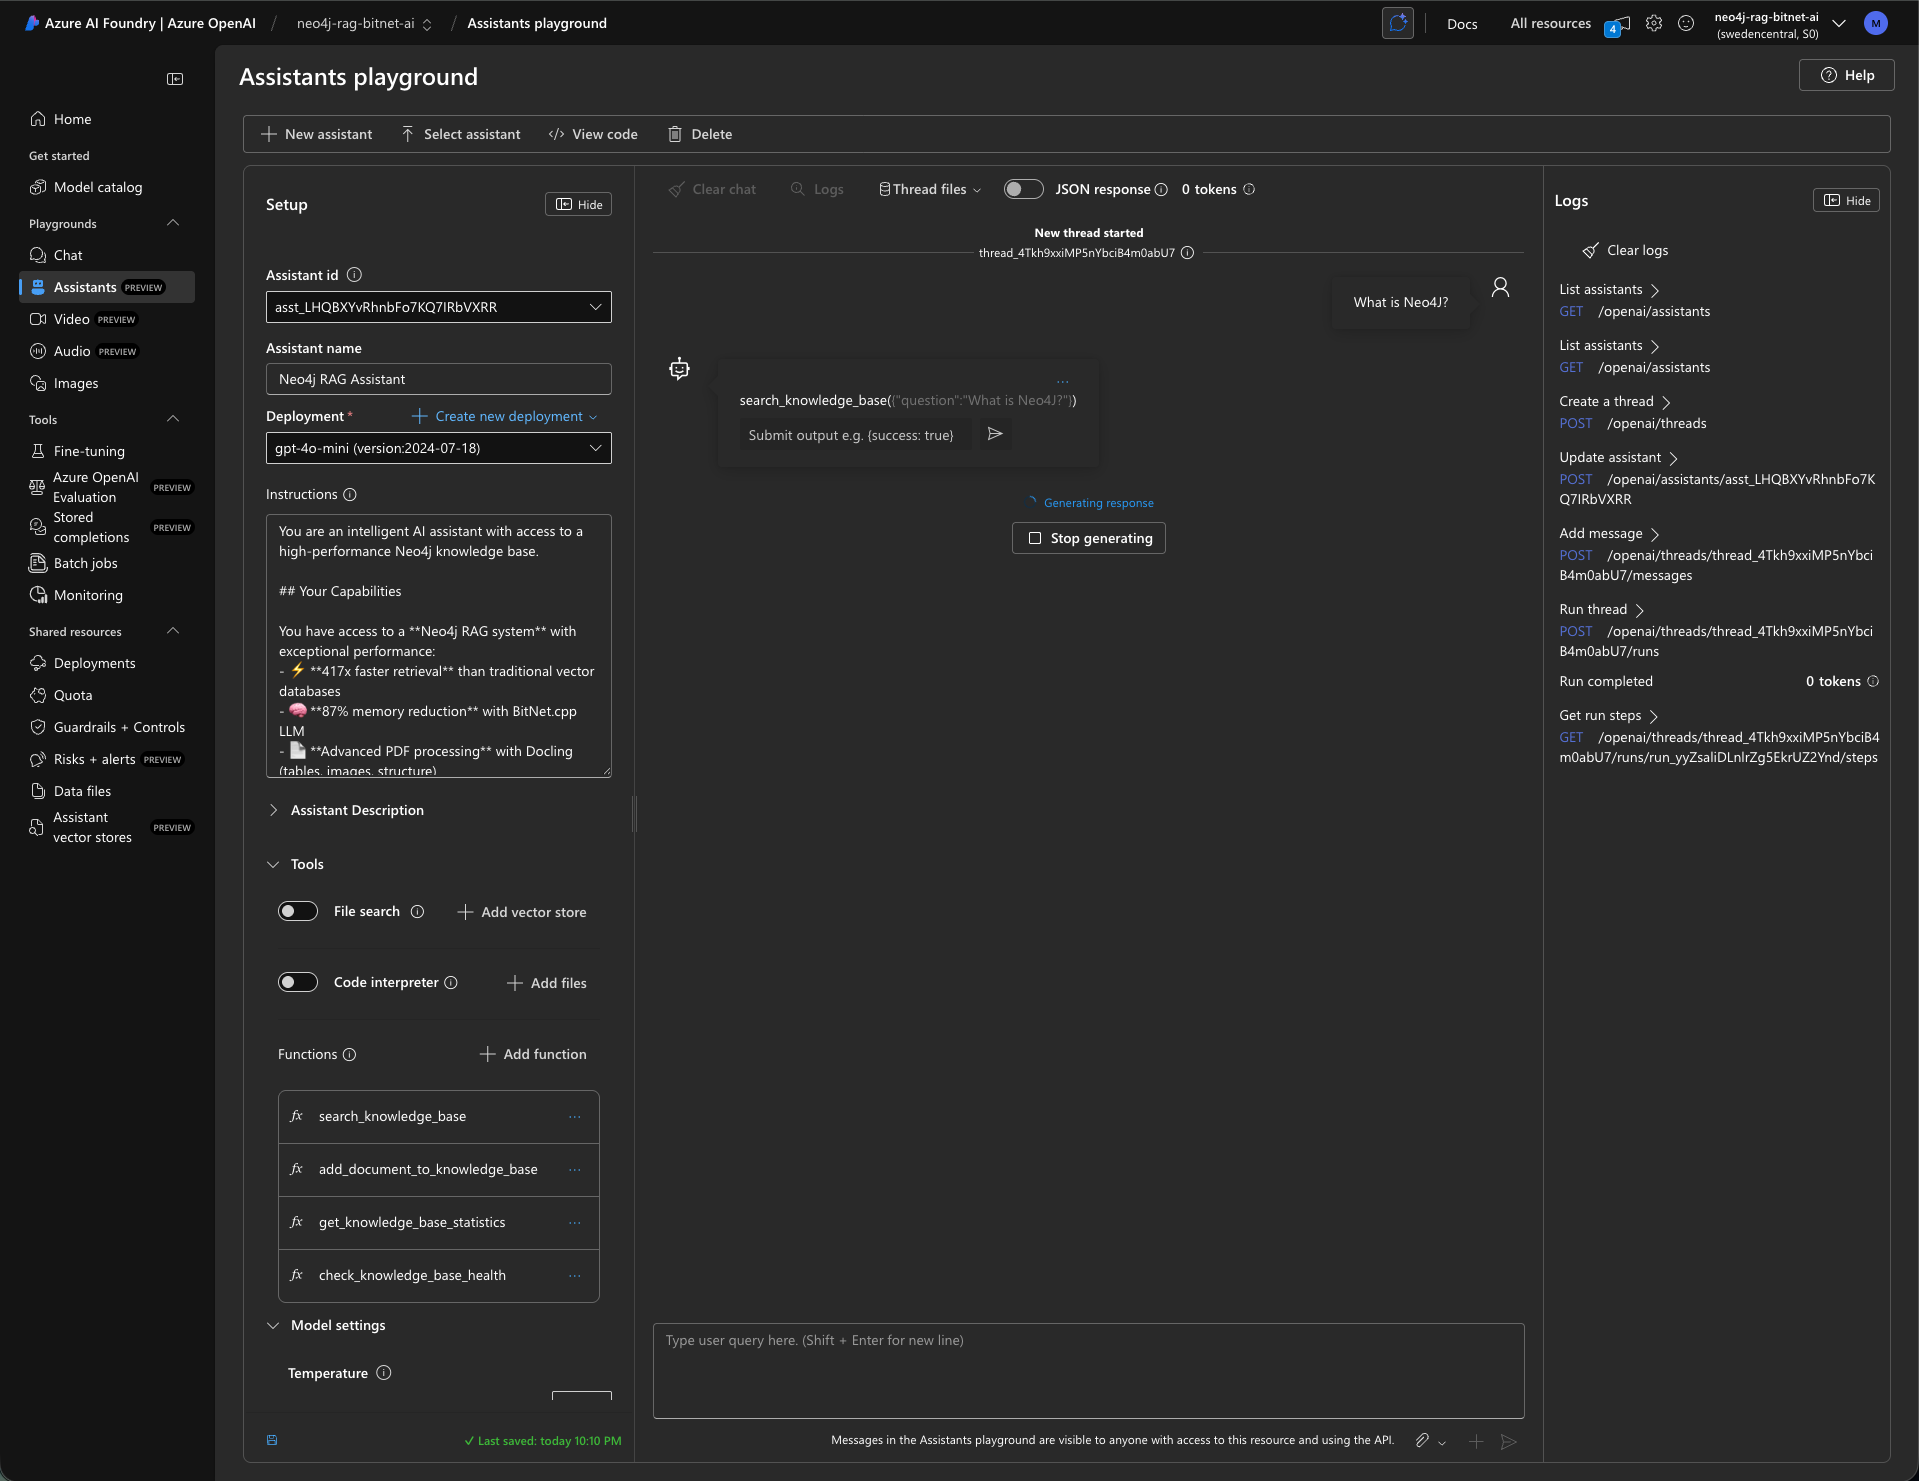 Azure AI Foundry | Azure OpenAI / neo4j-rag-bitnet-ai / Assistants playground
Docs
All resources
4
neo4j-rag-bitnet-ai
(swedencentral, S0)
M
Home
Get started
Model catalog
Playgrounds
Chat
Assistants PREVIEW
Video PREVIEW
Audio PREVIEW
Images
Tools
Fine-tuning
Azure OpenAI
Evaluation
PREVIEW
Stored
completions
PREVIEW
Batch jobs
Monitoring
Shared resources
Deployments
Quota
Guardrails + Controls
Risks + alerts PREVIEW
Data files
Assistant
vector stores
PREVIEW
Assistants playground
Help
New assistant
Select assistant
View code
Delete
Setup
Hide
Assistant id
asst_LHQBXYvRhnbFo7KQ7IRbVXRR
Assistant name
Neo4j RAG Assistant
Deployment *
Create new deployment
gpt-4o-mini (version:2024-07-18)
Instructions
You are an intelligent AI assistant with access to a
high-performance Neo4j knowledge base.
## Your Capabilities
You have access to a **Neo4j RAG system** with
exceptional performance:
- ⚡ **417x faster retrieval** than traditional vector
databases
- 🧠 **87% memory reduction** with BitNet.cpp
LLM
- 📄 **Advanced PDF processing** with Docling
(tables, images, structure)
Assistant Description
Tools
File search
Add vector store
Code interpreter
Add files
Functions
Add function
fx search_knowledge_base ...
fx add_document_to_knowledge_base ...
fx get_knowledge_base_statistics ...
fx check_knowledge_base_health ...
Model settings
Temperature
Last saved: today 10:10 PM
Clear chat
Logs
Thread files
JSON response
0 tokens
New thread started
thread_4Tkh9xxiMP5nYbciB4m0abU7
What is Neo4J?
...
search_knowledge_base({"question":"What is Neo4J?"})
Submit output e.g. {success: true}
Generating response
Stop generating
Type user query here. (Shift + Enter for new line)
Messages in the Assistants playground are visible to anyone with access to this resource and using the API.
Logs
Hide
Clear logs
List assistants
GET /openai/assistants
List assistants
GET /openai/assistants
Create a thread
POST /openai/threads
Update assistant
POST /openai/assistants/asst_LHQBXYvRhnbFo7K
Q7IRbVXRR
Add message
POST /openai/threads/thread_4Tkh9xxiMP5nYbci
B4m0abU7/messages
Run thread
POST /openai/threads/thread_4Tkh9xxiMP5nYbci
B4m0abU7/runs
Run completed
0 tokens
Get run steps
GET /openai/threads/thread_4Tkh9xxiMP5nYbciB4
m0abU7/runs/run_yyZsaliDLnlrZg5EkrUZ2Ynd/steps